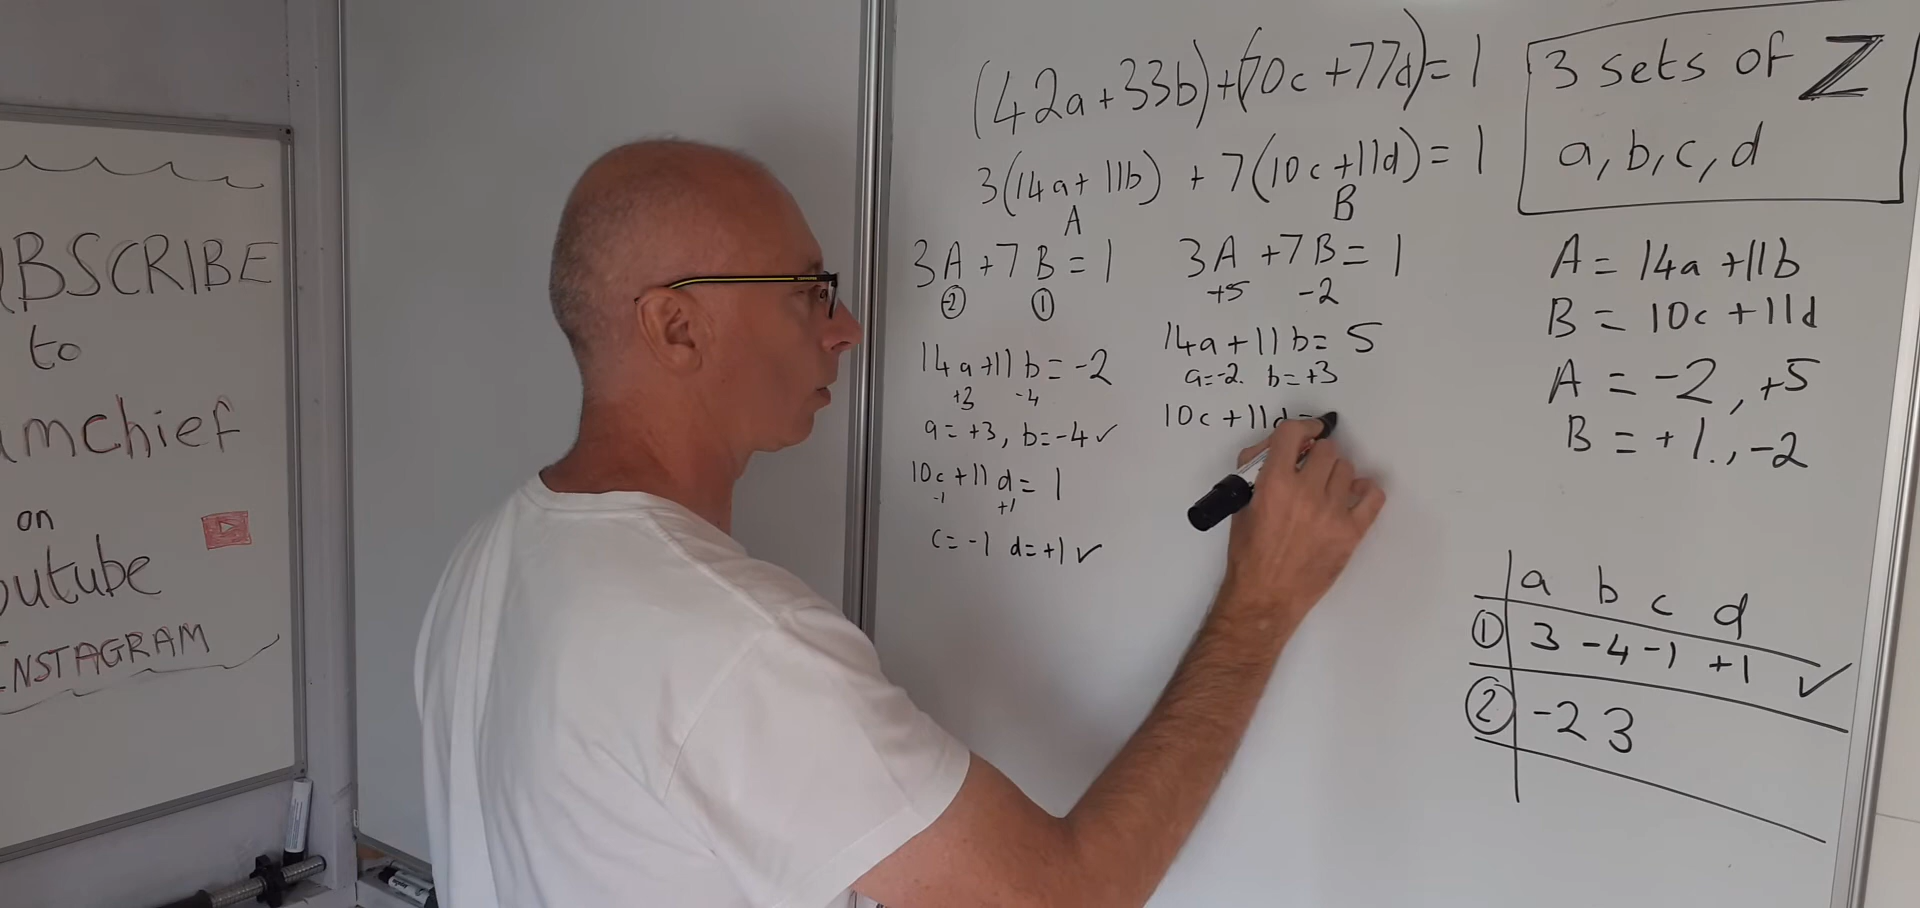 BSCRIBE
to
mchief
on
outube
INSTAGRAM
(42a+33b)+(70c+77d)=1
3(14a+11b) + 7(10c+11d)=1
A
B
3A+7B=1
-2
1
14a+11b=-2
+3 -4
a=+3, b=-4 ✓
10c+11d=1
-1 +1
c=-1 d=+1 ✓
3A+7B=1
+5 -2
14a+11b=5
a=-2. b=+3
10c+11d=
3 sets of Z
a, b, c, d
A=14a+11b
B=10c+11d
A=-2, +5
B=+1., -2
a b c d
① 3 -4 -1 +1 ✓
② -2 3